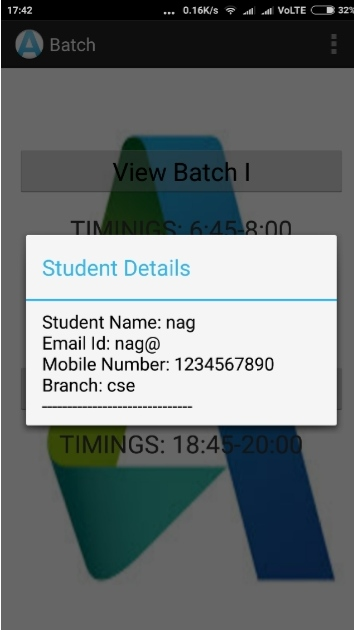 17:42 ... 0.16K/s VoLTE 32%
Batch
View Batch I
TIMINGS: 6:45-8:00
Student Details
Student Name: nag
Email Id: nag@
Mobile Number: 1234567890
Branch: cse
------------------------------
TIMINGS: 18:45-20:00